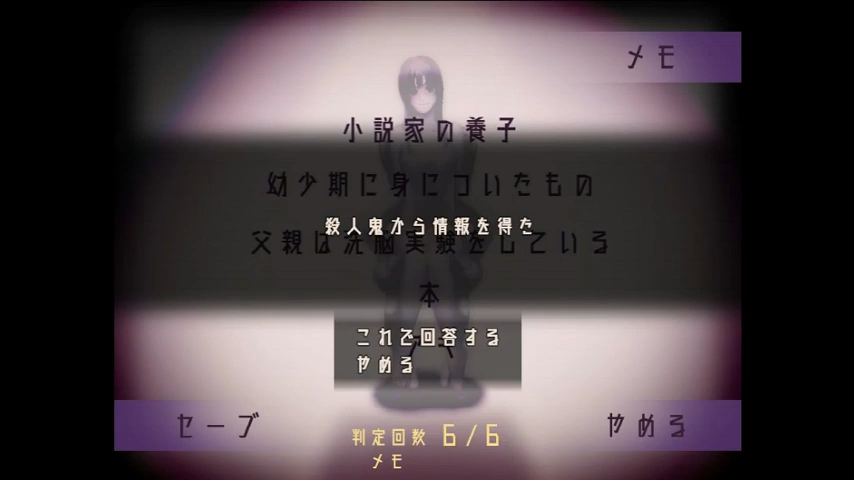 メモ
小説家の養子
幼少期に身についたもの
殺人鬼から情報を得た
父親は洗脳実験をしている
本
これで回答する
やめる
セーブ
やめる
判定回数 6/6
メモ